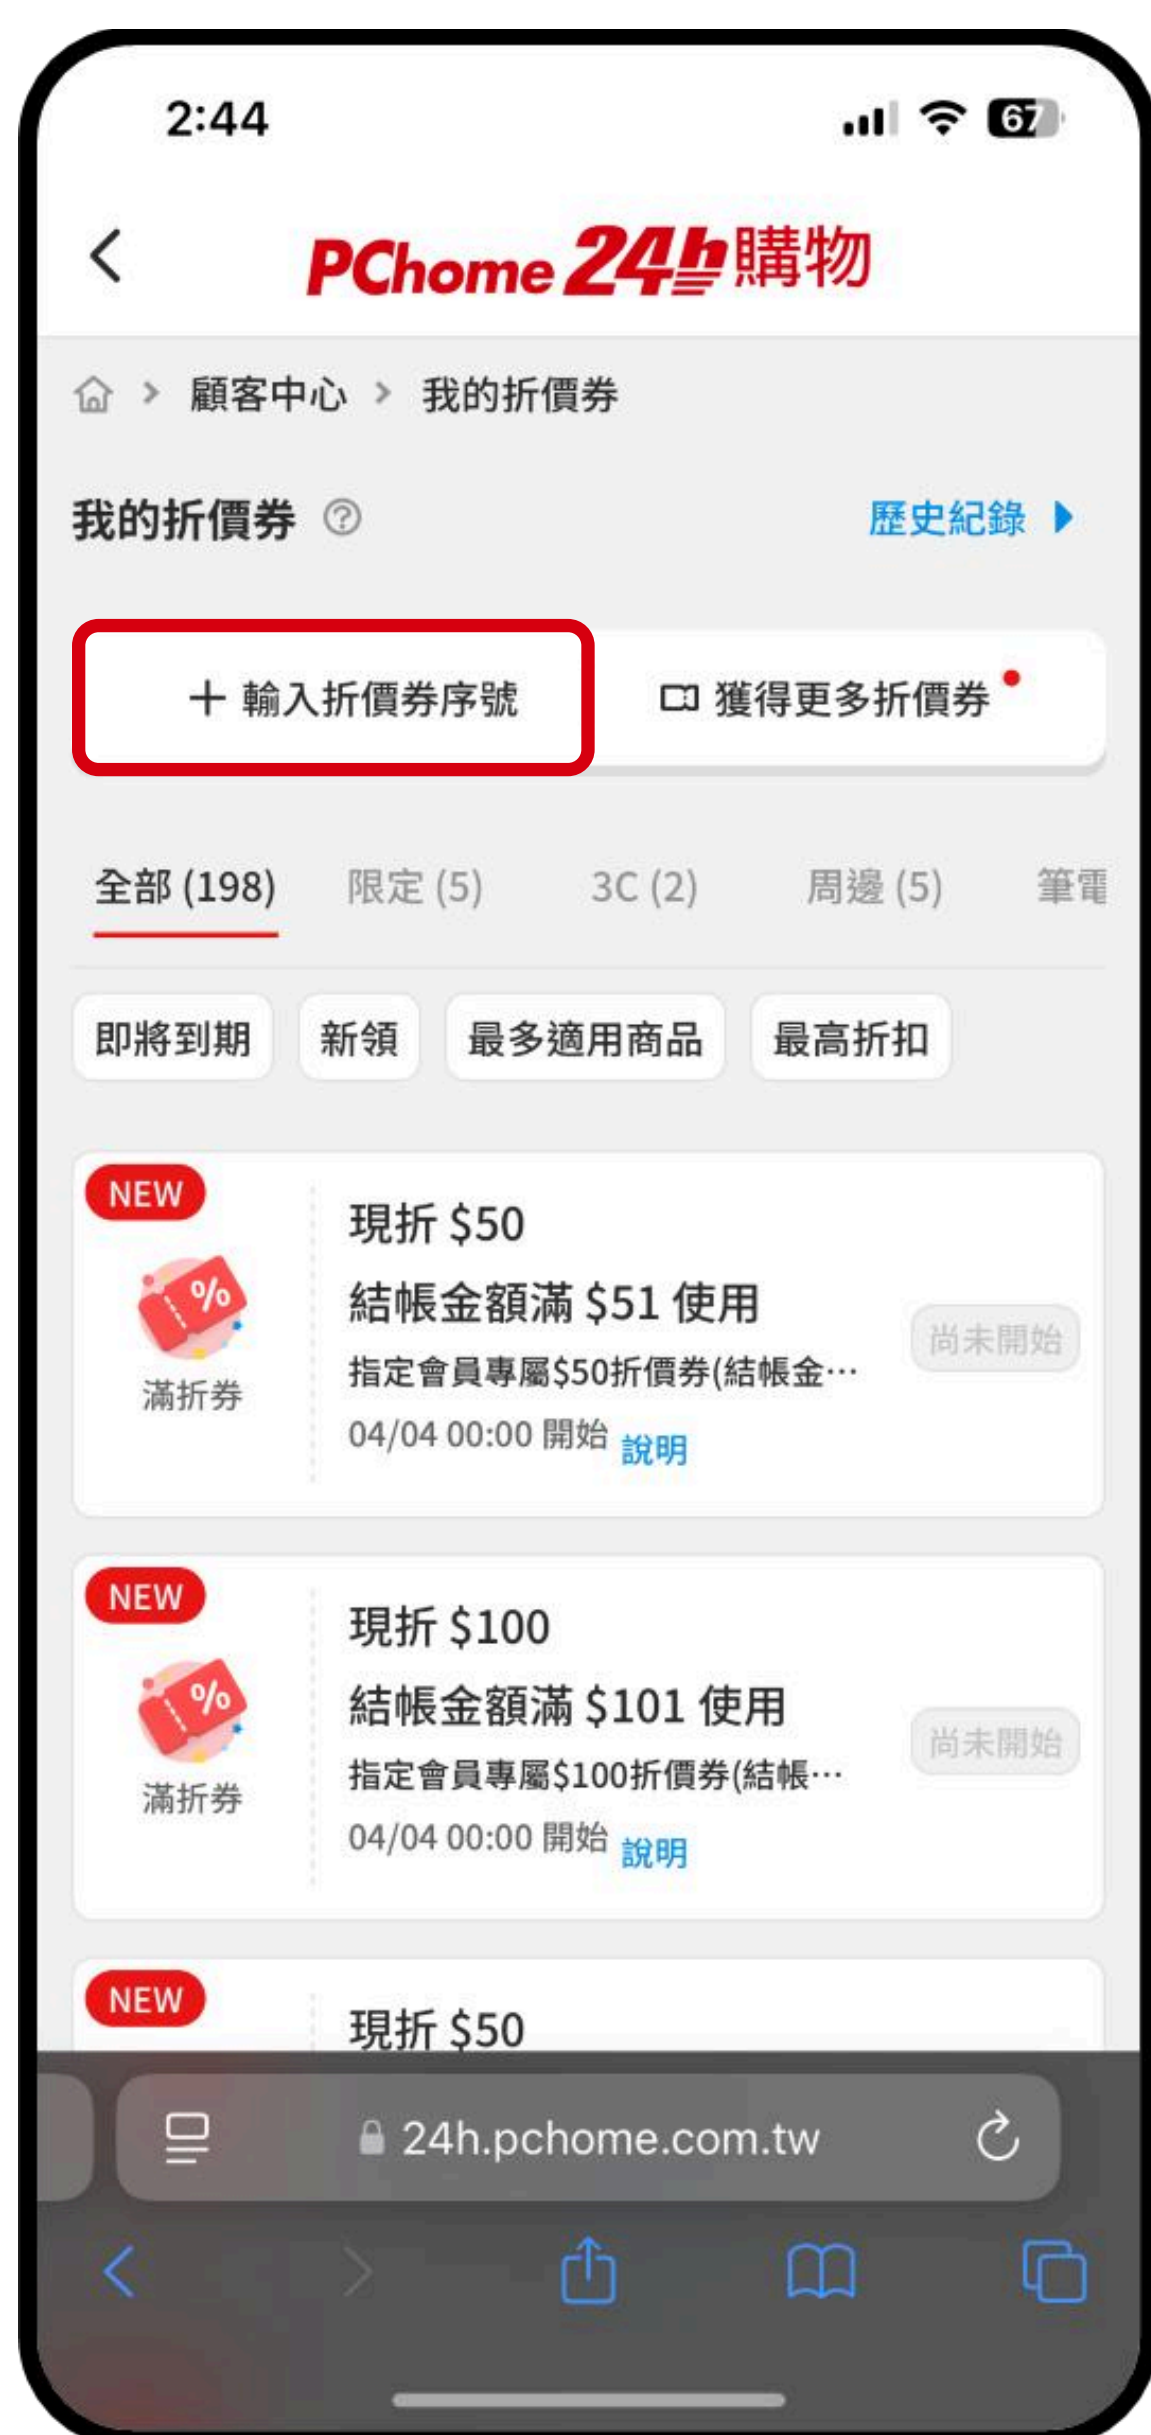 2:44
67
PChome 24h購物
顧客中心 > 我的折價券
我的折價券 ?
歷史紀錄
+ 輸入折價券序號
獲得更多折價券
全部 (198) 限定 (5) 3C (2) 周邊 (5) 筆電
即將到期 新領 最多適用商品 最高折扣
NEW
%
滿折券
現折 $50
結帳金額滿 $51 使用
指定會員專屬$50折價券(結帳金…
04/04 00:00 開始 說明
尚未開始
NEW
%
滿折券
現折 $100
結帳金額滿 $101 使用
指定會員專屬$100折價券(結帳…
04/04 00:00 開始 說明
尚未開始
NEW
現折 $50
24h.pchome.com.tw